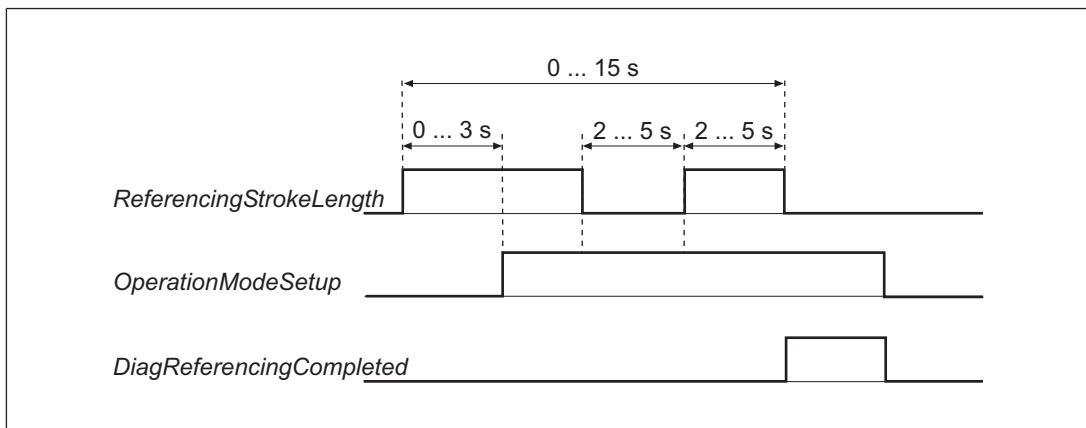 0 ... 15 s
0 ... 3 s
2 ... 5 s
2 ... 5 s
ReferencingStrokeLength
OperationModeSetup
DiagReferencingCompleted